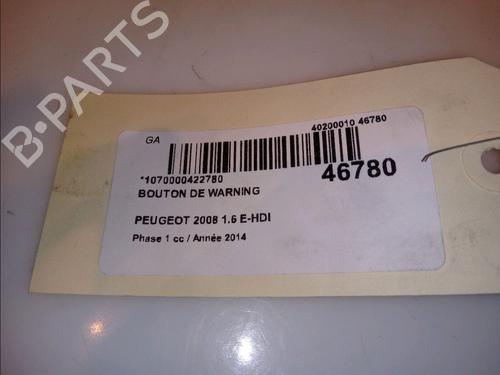 B-PARTS
GA
40200010 46780
*1070000422780
46780
BOUTON DE WARNING
PEUGEOT 2008 1.6 E-HDI
Phase 1 cc / Année 2014